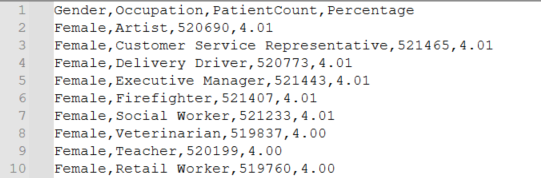 1 Gender,Occupation,PatientCount,Percentage
2 Female,Artist,520690,4.01
3 Female,Customer Service Representative,521465,4.01
4 Female,Delivery Driver,520773,4.01
5 Female,Executive Manager,521443,4.01
6 Female,Firefighter,521407,4.01
7 Female,Social Worker,521233,4.01
8 Female,Veterinarian,519837,4.00
9 Female,Teacher,520199,4.00
10 Female,Retail Worker,519760,4.00